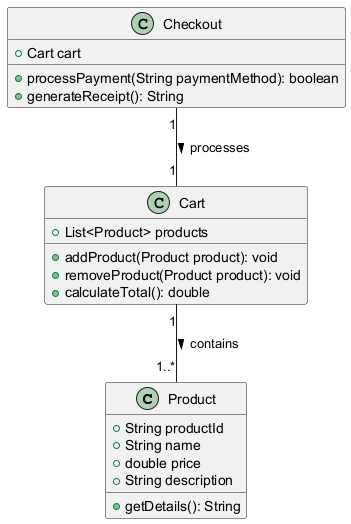 C Checkout
Cart cart
processPayment(String paymentMethod): boolean
generateReceipt(): String
1
processes
1
C Cart
List<Product> products
addProduct(Product product): void
removeProduct(Product product): void
calculateTotal(): double
1
contains
1..*
C Product
String productId
String name
double price
String description
getDetails(): String